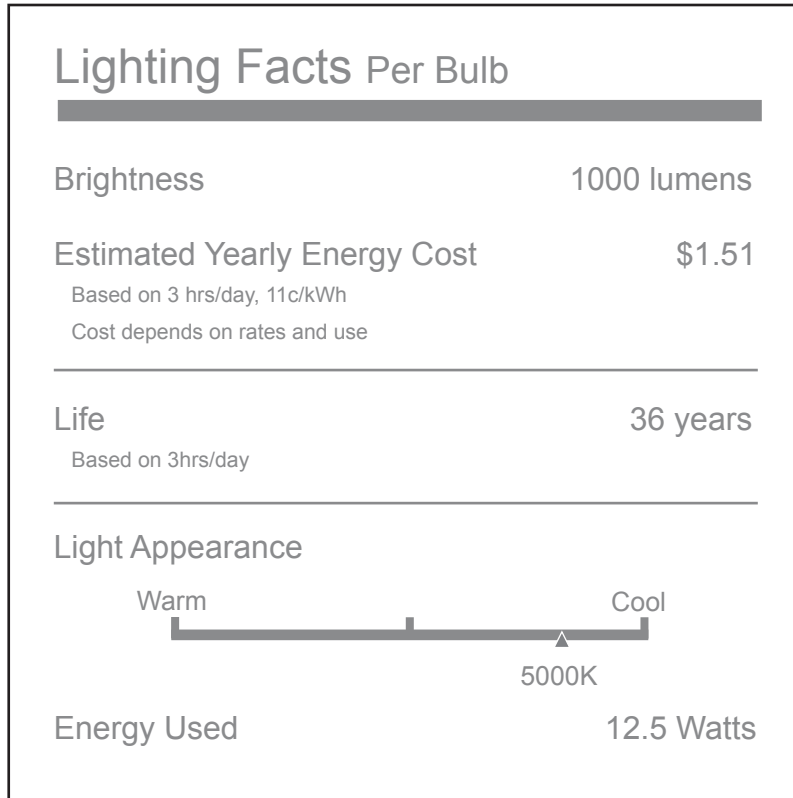 Lighting Facts Per Bulb
Brightness 1000 lumens
Estimated Yearly Energy Cost $1.51
Based on 3 hrs/day, 11c/kWh
Cost depends on rates and use
Life 36 years
Based on 3hrs/day
Light Appearance
Warm Cool
5000K
Energy Used 12.5 Watts